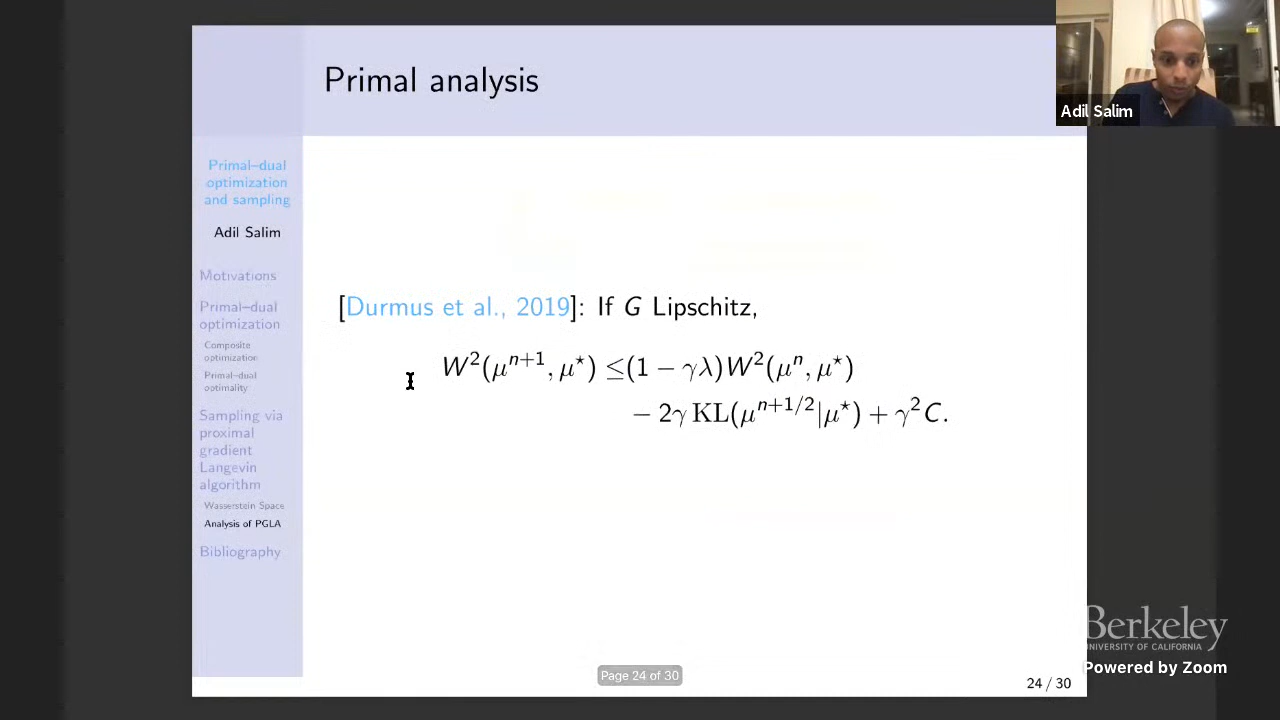 Primal analysis
Adil Salim
Primal–dual
optimization
and sampling
Adil Salim
Motivations
Primal–dual
optimization
Composite
optimization
Primal–dual
optimality
Sampling via
proximal
gradient
Langevin
algorithm
Wasserstein Space
Analysis of PGLA
Bibliography
[Durmus et al., 2019]: If G Lipschitz,
W²(μⁿ⁺¹, μ⋆) ≤(1 − γλ)W²(μⁿ, μ⋆)
− 2γ KL(μⁿ⁺¹/²|μ⋆) + γ²C.
Page 24 of 30
24 / 30
Berkeley
UNIVERSITY OF CALIFORNIA
Powered by Zoom